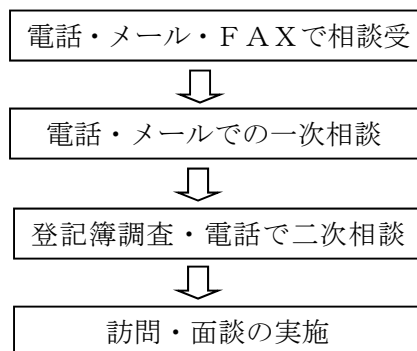 電話・メール・ＦＡＸで相談受
電話・メールでの一次相談
登記簿調査・電話で二次相談
訪問・面談の実施